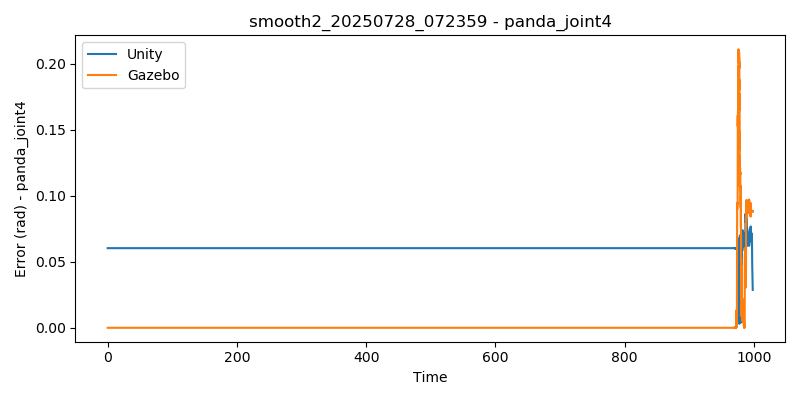 smooth2_20250728_072359 - panda_joint4
Unity
Gazebo
Error (rad) - panda_joint4
0.20
0.15
0.10
0.05
0.00
0
200
400
600
800
1000
Time